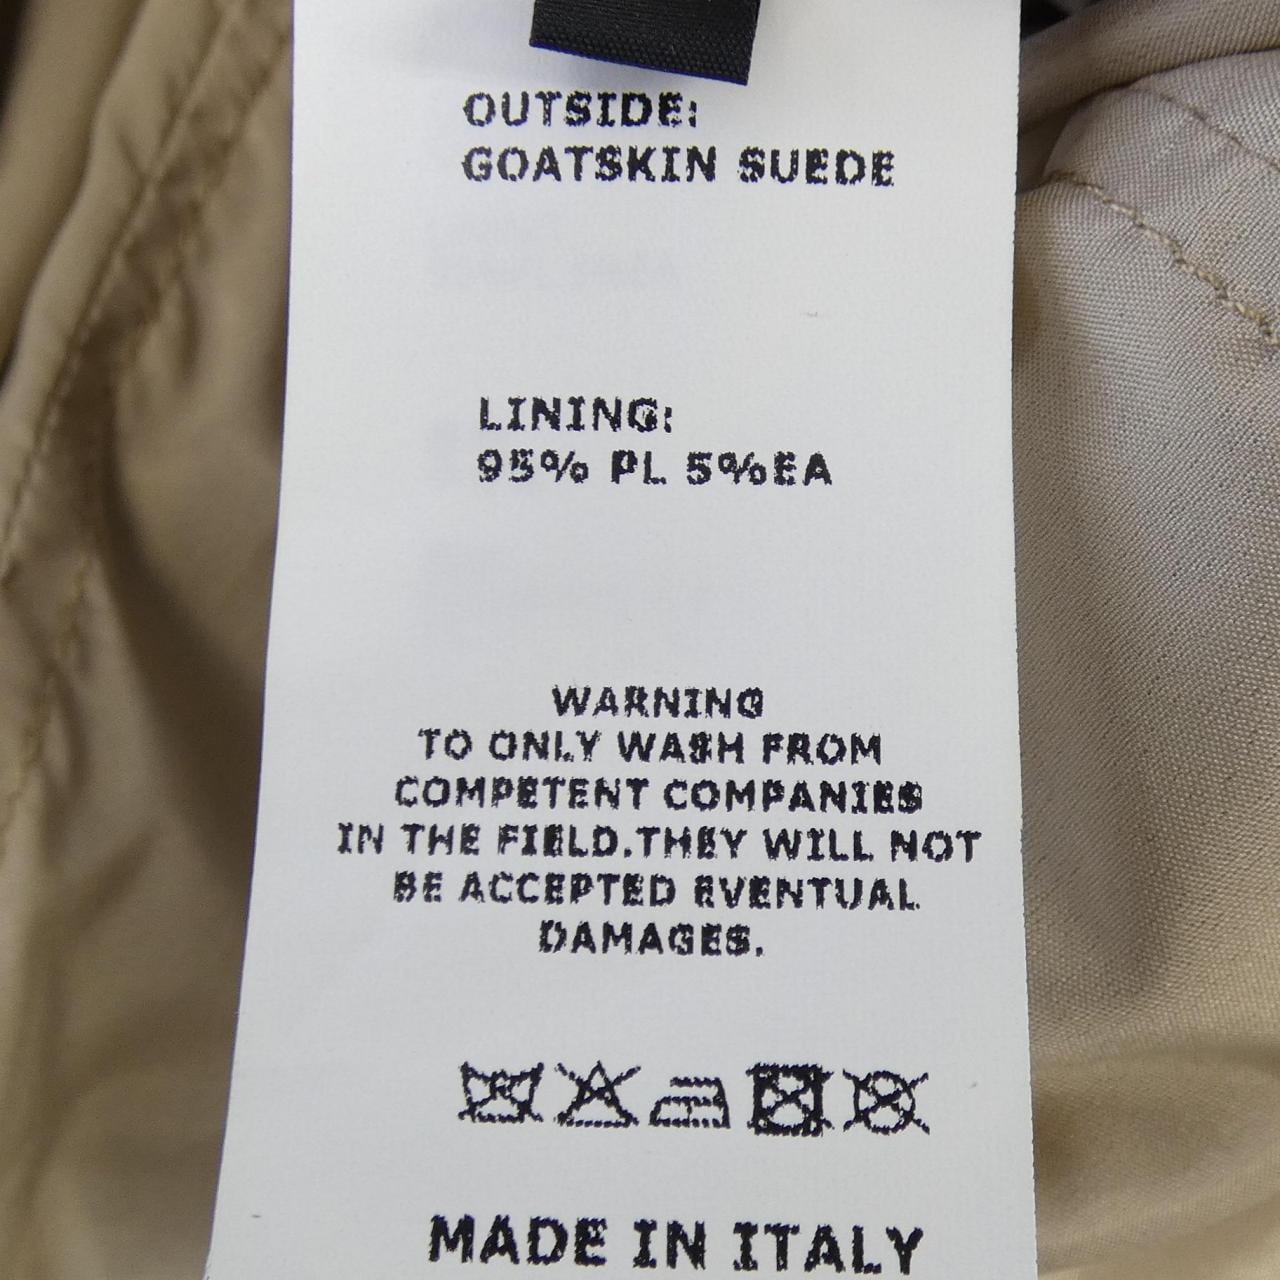 OUTSIDE:
GOATSKIN SUEDE
LINING:
95% PL 5%EA
WARNING
TO ONLY WASH FROM
COMPETENT COMPANIES
IN THE FIELD.THEY WILL NOT
BE ACCEPTED EVENTUAL
DAMAGES.
MADE IN ITALY